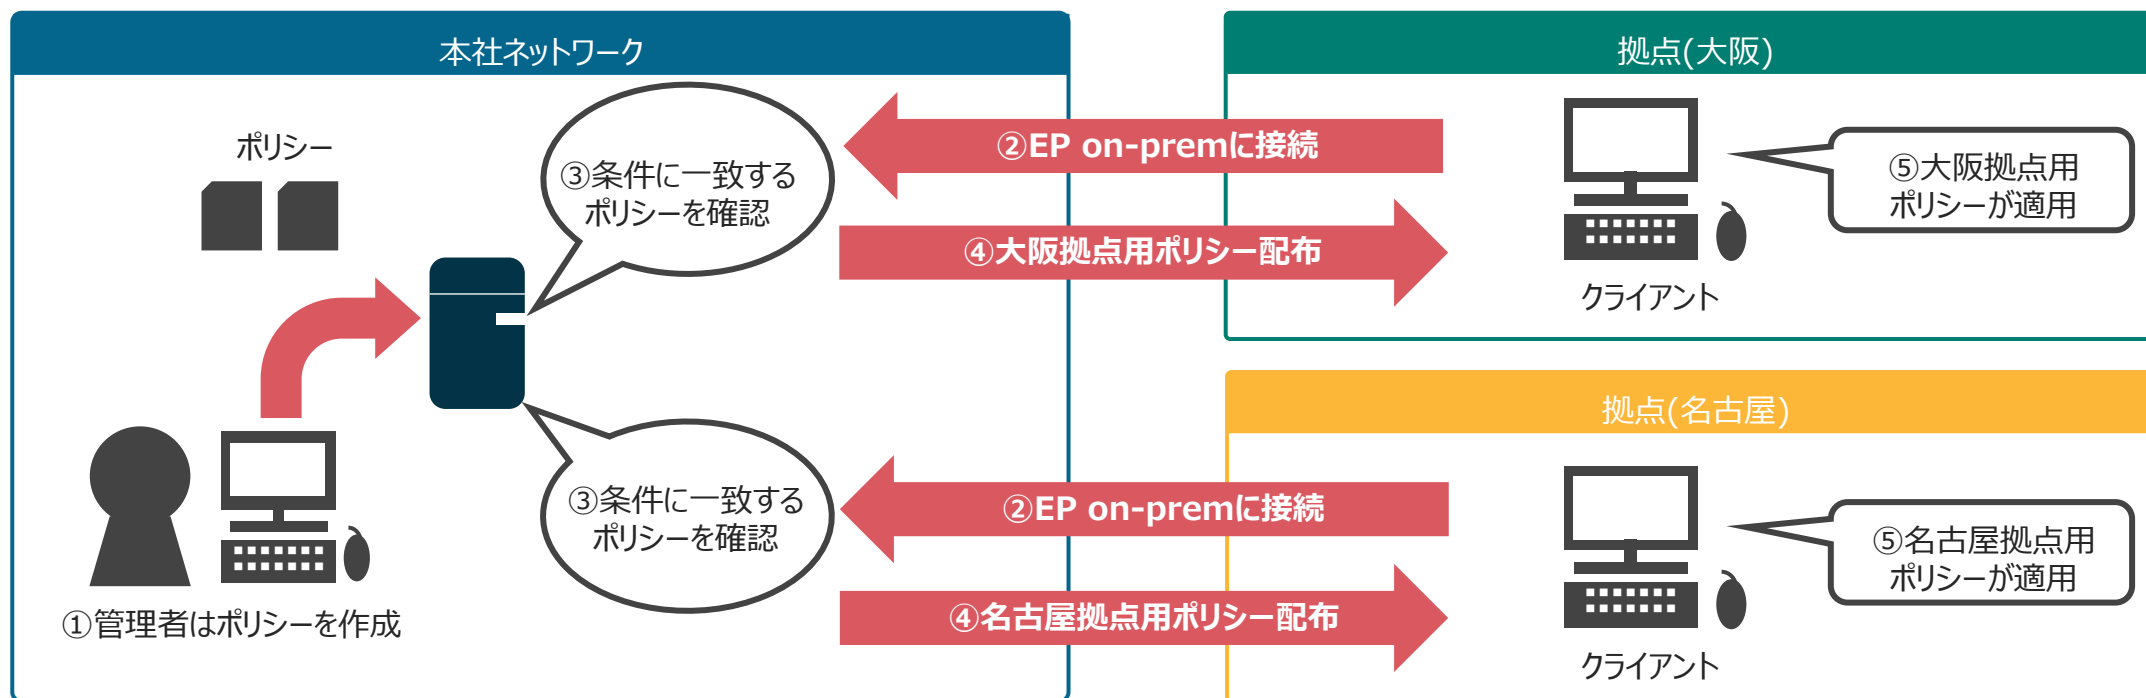 本社ネットワーク
ポリシー
③条件に一致する
ポリシーを確認
③条件に一致する
ポリシーを確認
①管理者はポリシーを作成
②EP on-premに接続
④大阪拠点用ポリシー配布
②EP on-premに接続
④名古屋拠点用ポリシー配布
拠点(大阪)
⑤大阪拠点用
ポリシーが適用
クライアント
拠点(名古屋)
⑤名古屋拠点用
ポリシーが適用
クライアント